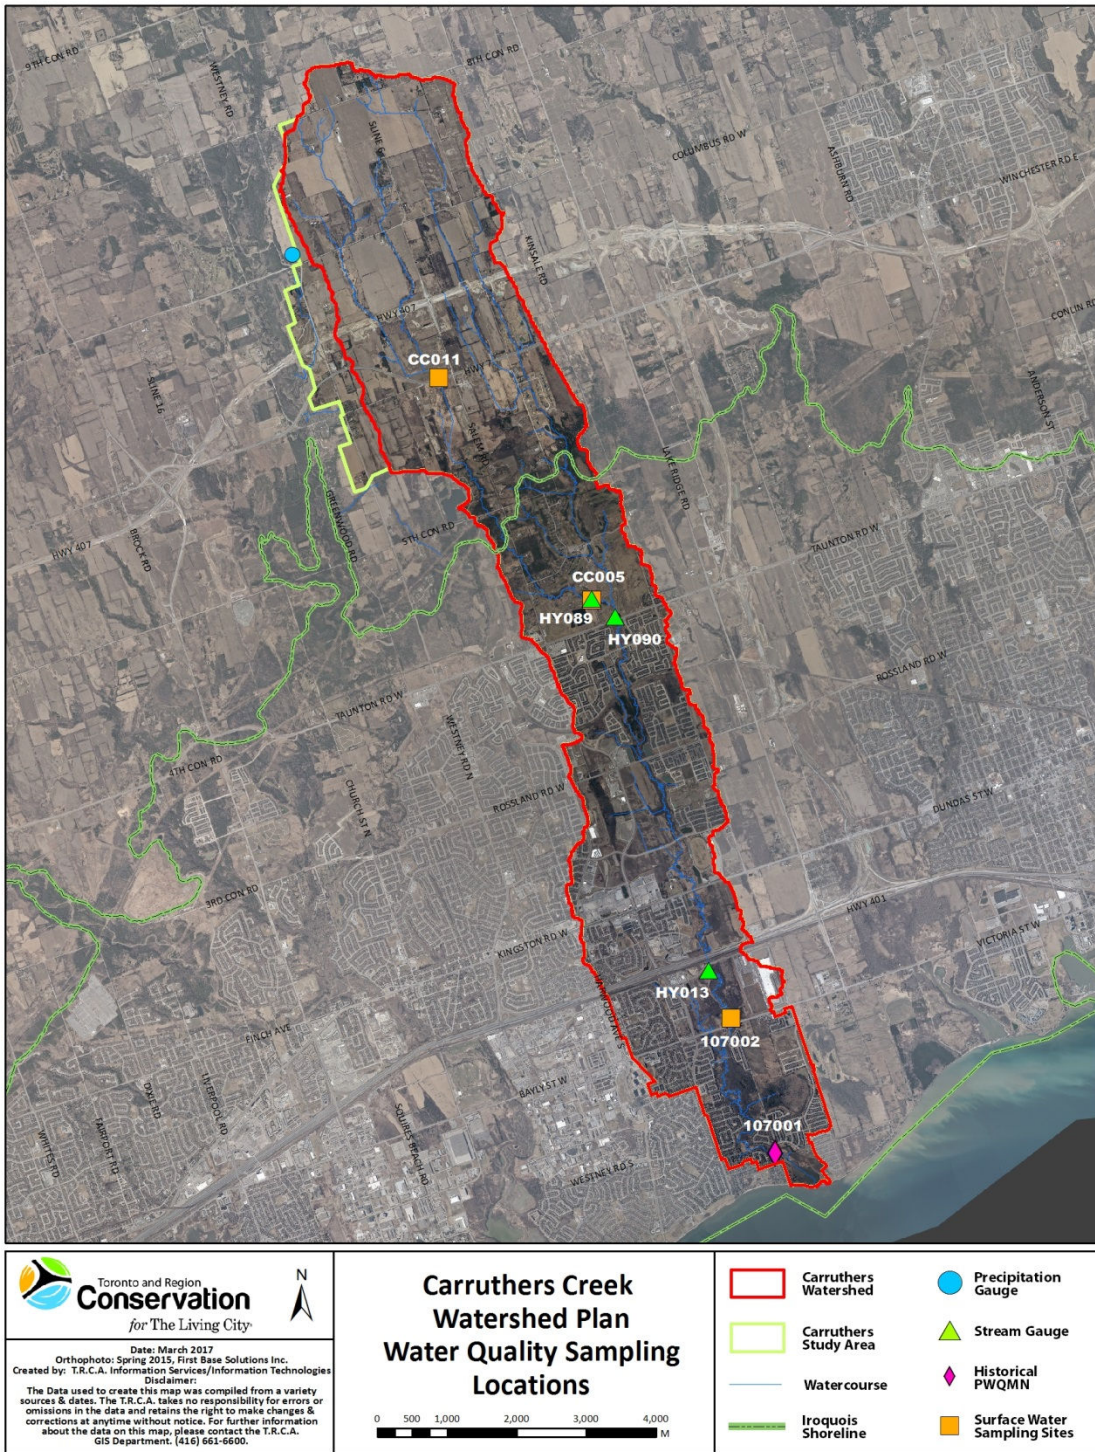 9TH CON RD
8TH CON RD
WESTNEY RD
COLUMBUS RD W
ASHBURN RD
WINCHESTER RD E
KINSALE RD
HWY 407
CONLIN RD
CC011
SALEM RD
ANDERSON ST
LAKE RIDGE RD
GREENWOOD RD
5TH CON RD
HWY 407
BROCK RD
TAUNTON RD W
CC005
HY089
HY090
ROSSLAND RD W
TAUNTON RD W
WESTNEY RD N
4TH CON RD
ROSSLAND RD W
CHURCH ST N
DUNDAS ST W
3RD CON RD
HWY 401
VICTORIA ST W
KINGSTON RD W
HARWOOD AVE S
HY013
107002
FINCH AVE
BAYLY ST W
DIXIE RD
LIVERPOOL RD
SQUIRES BEACH RD
FAIRPORT RD
WHITES RD
107001
WESTNEY RD S
Toronto and Region
Conservation
for The Living City
N
Date: March 2017
Orthophoto: Spring 2015, First Base Solutions Inc.
Created by: T.R.C.A. Information Services/Information Technologies
Disclaimer:
The Data used to create this map was compiled from a variety
sources & dates. The T.R.C.A. takes no responsibility for errors or
omissions in the data and retains the right to make changes &
corrections at anytime without notice. For further information
about the data on this map, please contact the T.R.C.A.
GIS Department. (416) 661-6600.
Carruthers Creek
Watershed Plan
Water Quality Sampling
Locations
0 500 1,000 2,000 3,000 4,000
M
Carruthers
Watershed
Carruthers
Study Area
Watercourse
Iroquois
Shoreline
Precipitation
Gauge
Stream Gauge
Historical
PWQMN
Surface Water
Sampling Sites